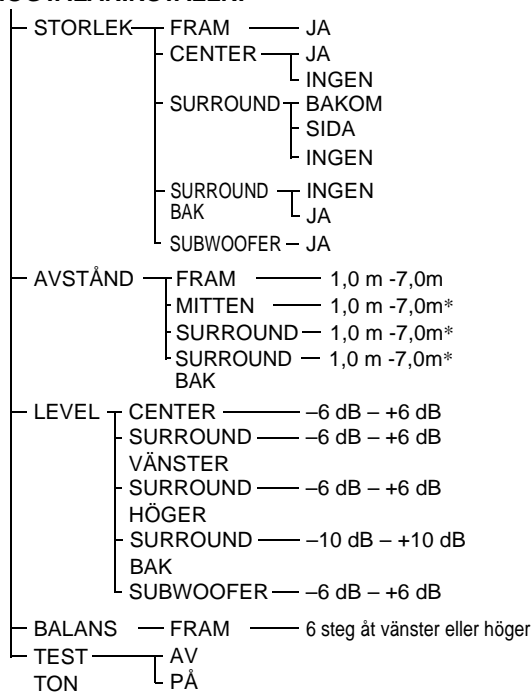 STORLEK FRAM JA
CENTER JA
INGEN
SURROUND BAKOM
SIDA
INGEN
SURROUND INGEN
BAK JA
SUBWOOFER JA
AVSTÅND FRAM 1,0 m -7,0m
MITTEN 1,0 m -7,0m*
SURROUND 1,0 m -7,0m*
SURROUND 1,0 m -7,0m*
BAK
LEVEL CENTER –6 dB – +6 dB
SURROUND –6 dB – +6 dB
VÄNSTER
SURROUND –6 dB – +6 dB
HÖGER
SURROUND –10 dB – +10 dB
BAK
SUBWOOFER –6 dB – +6 dB
BALANS FRAM 6 steg åt vänster eller höger
TEST AV
TON PÅ